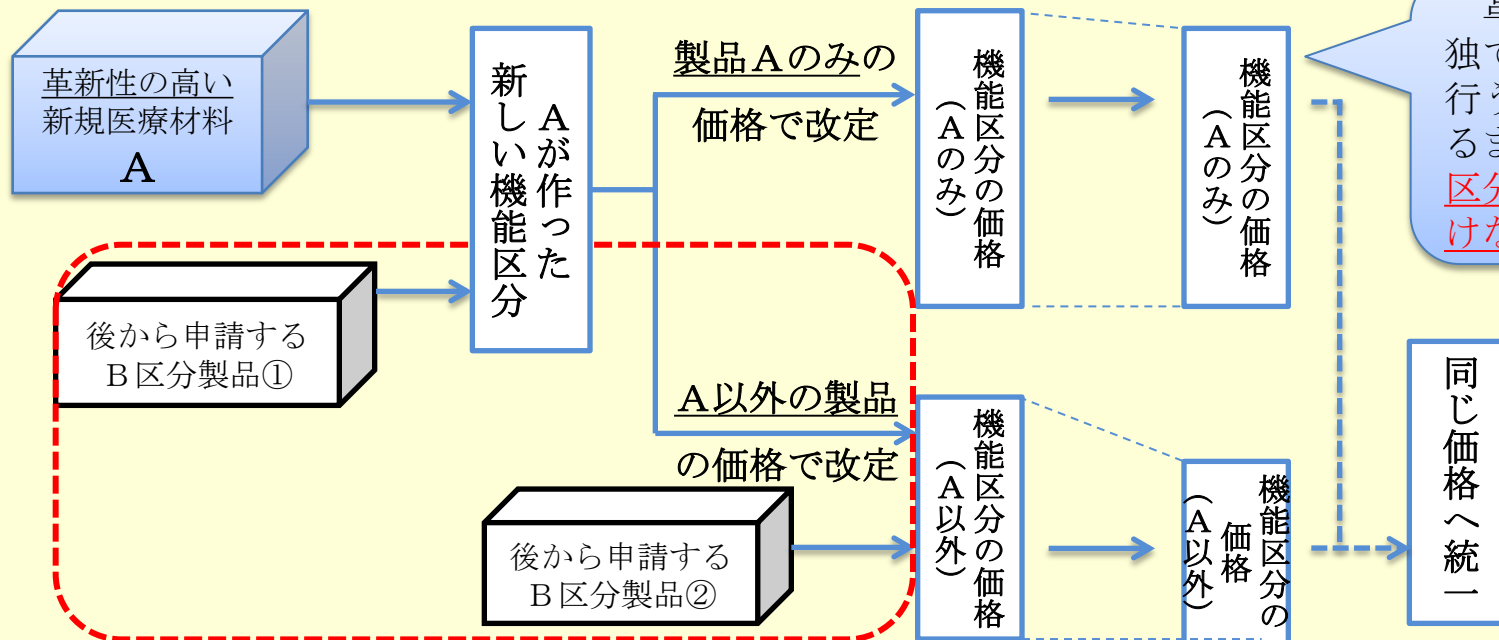 革新性の高い
新規医療材料
A
Aが作った
新しい機能区分
製品Aのみの
価格で改定
機能区分の価格
(Aのみ)
機能区分の価格
(Aのみ)
独で
行う
るま
区分
けな
後から申請する
B区分製品①
A以外の製品
の価格で改定
後から申請する
B区分製品②
機能区分の価格
(A以外)
機能区分の
価格
(A以外)
同じ価格へ統一